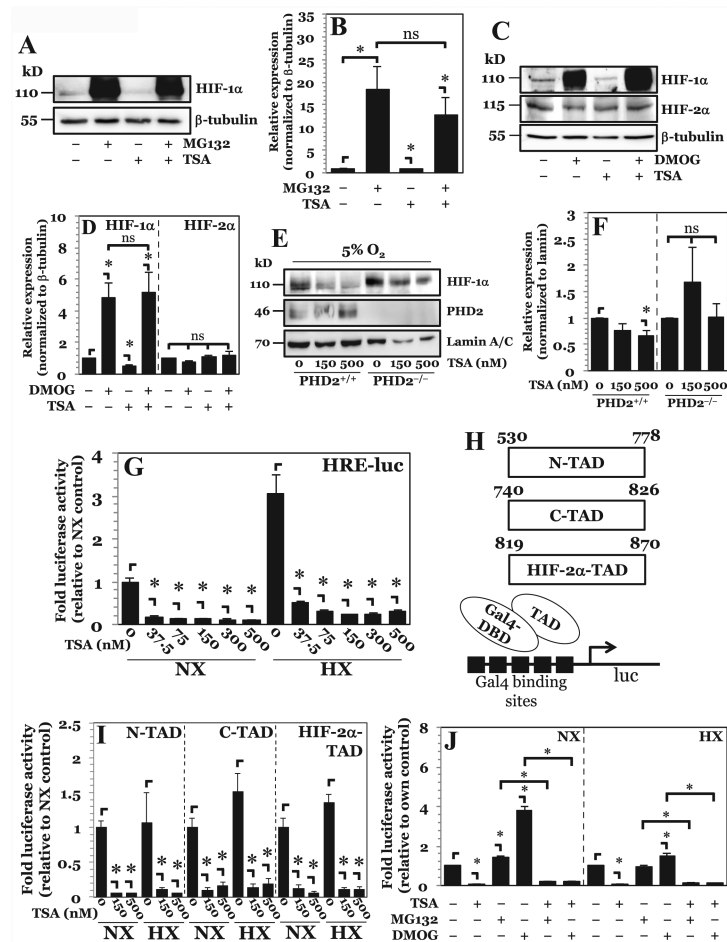 A
kD
110
HIF-1α
55
β-tubulin
– + – + MG132
– – + + TSA
B
Relative expression
(normalized to β-tubulin)
35
30
25
20
15
10
5
0
*
ns
*
*
MG132 – + – +
TSA – – + +
C
kD
110
HIF-1α
115
HIF-2α
55
β-tubulin
– + – + DMOG
– – + + TSA
D
HIF-1α
HIF-2α
Relative expression
(normalized to β-tubulin)
10
8
6
4
2
0
ns
*
*
*
ns
DMOG – + – + – + – +
TSA – – + + – – + +
E
5% O₂
kD
110
HIF-1α
46
PHD2
70
Lamin A/C
0 150 500 0 150 500 TSA (nM)
PHD2⁺/⁺ PHD2⁻/⁻
F
Relative expression
(normalized to lamin)
3
2.5
2
1.5
1
0.5
0
*
ns
TSA (nM) 0 150 500 0 150 500
PHD2⁺/⁺ PHD2⁻/⁻
G
HRE-luc
Fold luciferase activity
(relative to NX control)
4
3
2
1
0
* * * * *
* * * * *
TSA (nM) 0 37.5 75 150 300 500 0 37.5 75 150 300 500
NX HX
H
530 778
N-TAD
740 826
C-TAD
819 870
HIF-2α-TAD
Gal4-
DBD
TAD
Gal4 binding
sites
luc
I
N-TAD
C-TAD
HIF-2α-
TAD
Fold luciferase activity
(relative to NX control)
2.5
2
1.5
1
0.5
0
* * * * * * * * * * * *
TSA (nM) 0 150 500 0 150 500 0 150 500 0 150 500 0 150 500 0 150 500
NX HX NX HX NX HX
J
NX
HX
Fold luciferase activity
(relative to own control)
8
6
4
2
0
*
*
*
*
*
*
*
*
*
TSA – + – – + + – + – – + +
MG132 – – + – + – – – + – + –
DMOG – – – + – + – – – + – +